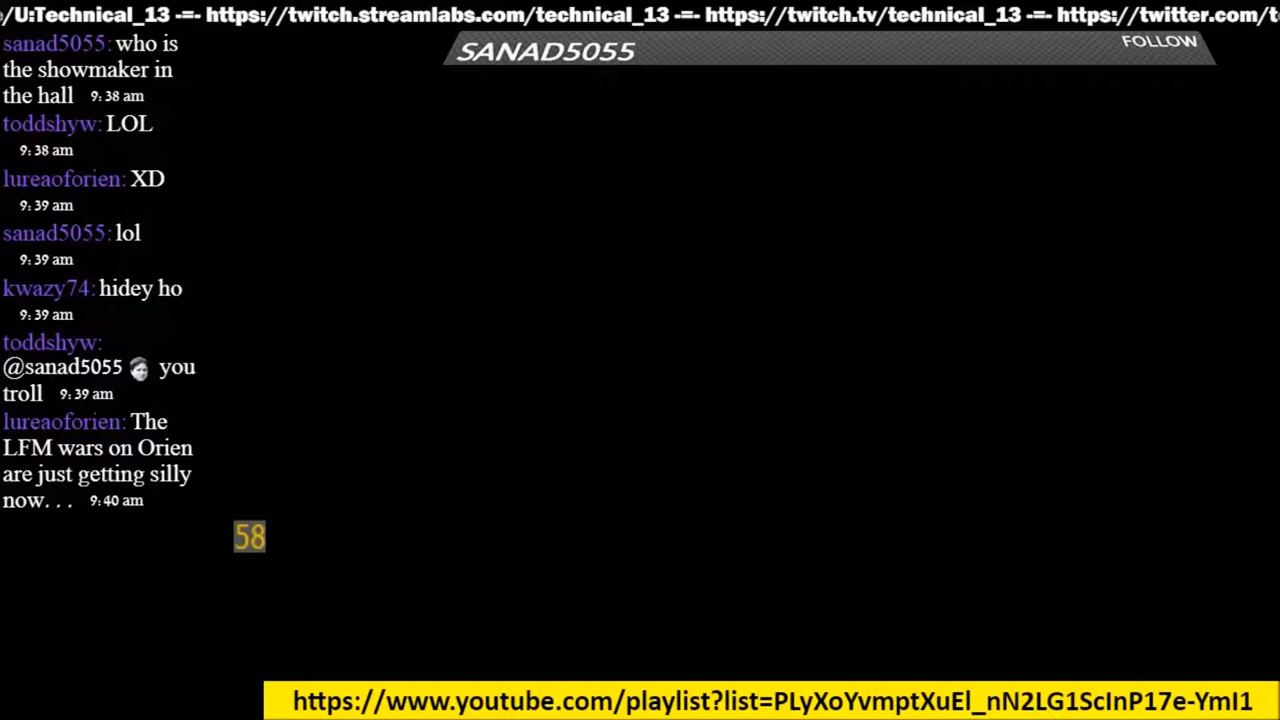 /U:Technical_13 -=- https://twitch.streamlabs.com/technical_13 -=- https://twitch.tv/technical_13 -=- https://twitter.com/t
SANAD5055 FOLLOW
sanad5055: who is
the showmaker in
the hall 9:38 am
toddshyw: LOL
9:38 am
lureaoforien: XD
9:39 am
sanad5055: lol
9:39 am
kwazy74: hidey ho
9:39 am
toddshyw:
@sanad5055 you
troll 9:39 am
lureaoforien: The
LFM wars on Orien
are just getting silly
now. . . 9:40 am
58
https://www.youtube.com/playlist?list=PLyXoYvmptXuEl_nN2LG1ScInP17e-YmI1